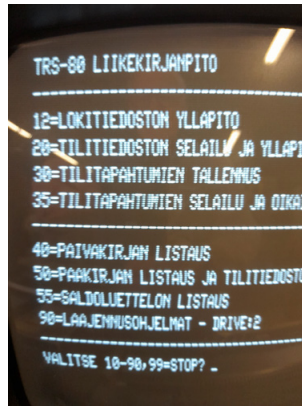 TRS-80 LIIKEKIRJANPITO
12=LOKITIEDOSTON YLLAPITO
20=TILITIEDOSTON SELAILU JA YLLAPI
30=TILITAPAHTUMIEN TALLENNUS
35=TILITAPAHTUMIEN SELAILU JA OIKAI
40=PAIVAKIRJAN LISTAUS
50=PAAKIRJAN LISTAUS JA TILITIEDOSTO
55=SALDOLUETTELON LISTAUS
90=LAAJENNUSOHJELMAT - DRIVE:2
VALITSE 10-90,99=STOP? _